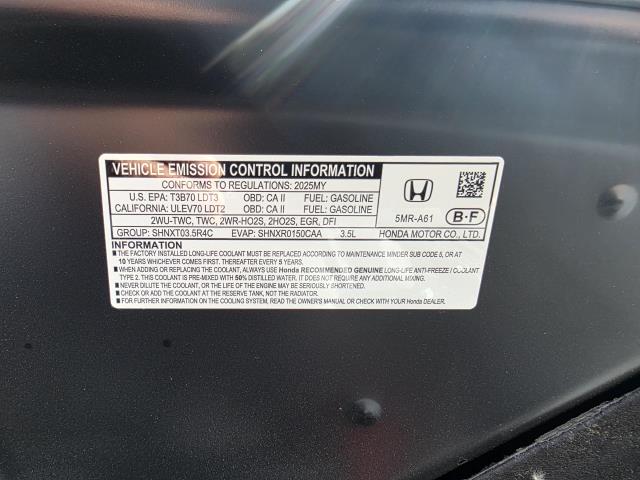 VEHICLE EMISSION CONTROL INFORMATION
CONFORMS TO REGULATIONS: 2025MY
U.S. EPA: T3B70 LDT3 OBD: CA II FUEL: GASOLINE
CALIFORNIA: ULEV70 LDT2 OBD: CA II FUEL: GASOLINE
2WU-TWC, TWC, 2WR-HO2S, 2HO2S, EGR, DFI
GROUP: SHNXT03.5R4C EVAP: SHNXR0150CAA 3.5L
5MR-A61 B·F
HONDA MOTOR CO., LTD.
INFORMATION
■ THE FACTORY INSTALLED LONG-LIFE COOLANT MUST BE REPLACED ACCORDING TO MAINTENANCE MINDER SUB CODE 5, OR AT
10 YEARS WHICHEVER COMES FIRST. THEREAFTER REPLACE EVERY 5 YEARS.
■ WHEN ADDING OR REPLACING THE COOLANT, ALWAYS USE Honda RECOMMENDED GENUINE LONG-LIFE ANTI-FREEZE / COOLANT
TYPE 2. THIS COOLANT IS PRE-MIXED WITH 50% DISTILLED WATER. IT DOES NOT REQUIRE ANY ADDITIONAL MIXING.
■ NEVER DILUTE THE COOLANT, OR THE LIFE OF THE ENGINE MAY BE SERIOUSLY SHORTENED.
■ CHECK OR ADD THE COOLANT AT THE RESERVE TANK, NOT THE RADIATOR.
■ FOR FURTHER INFORMATION ON THE COOLING SYSTEM, READ THE OWNER'S MANUAL OR CHECK WITH YOUR Honda DEALER.